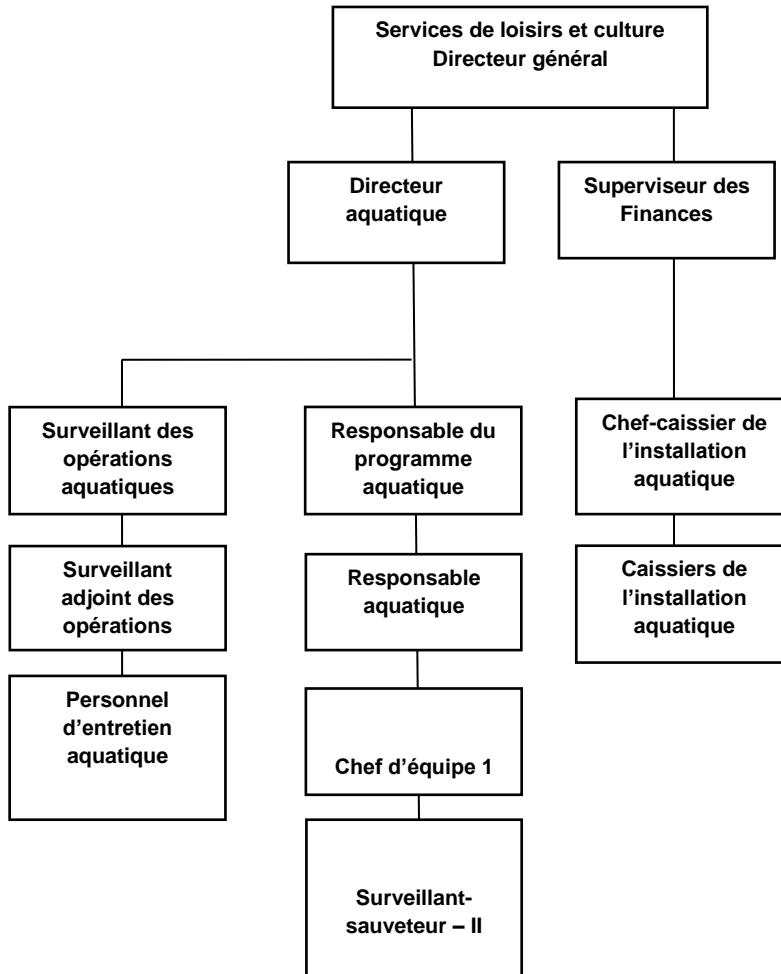 Services de loisirs et culture
Directeur général
Directeur
aquatique
Superviseur des
Finances
Surveillant des
opérations
aquatiques
Responsable du
programme
aquatique
Chef-caissier de
l’installation
aquatique
Surveillant
adjoint des
opérations
Responsable
aquatique
Caissiers de
l’installation
aquatique
Personnel
d’entretien
aquatique
Chef d’équipe 1
Surveillant-
sauveteur – II